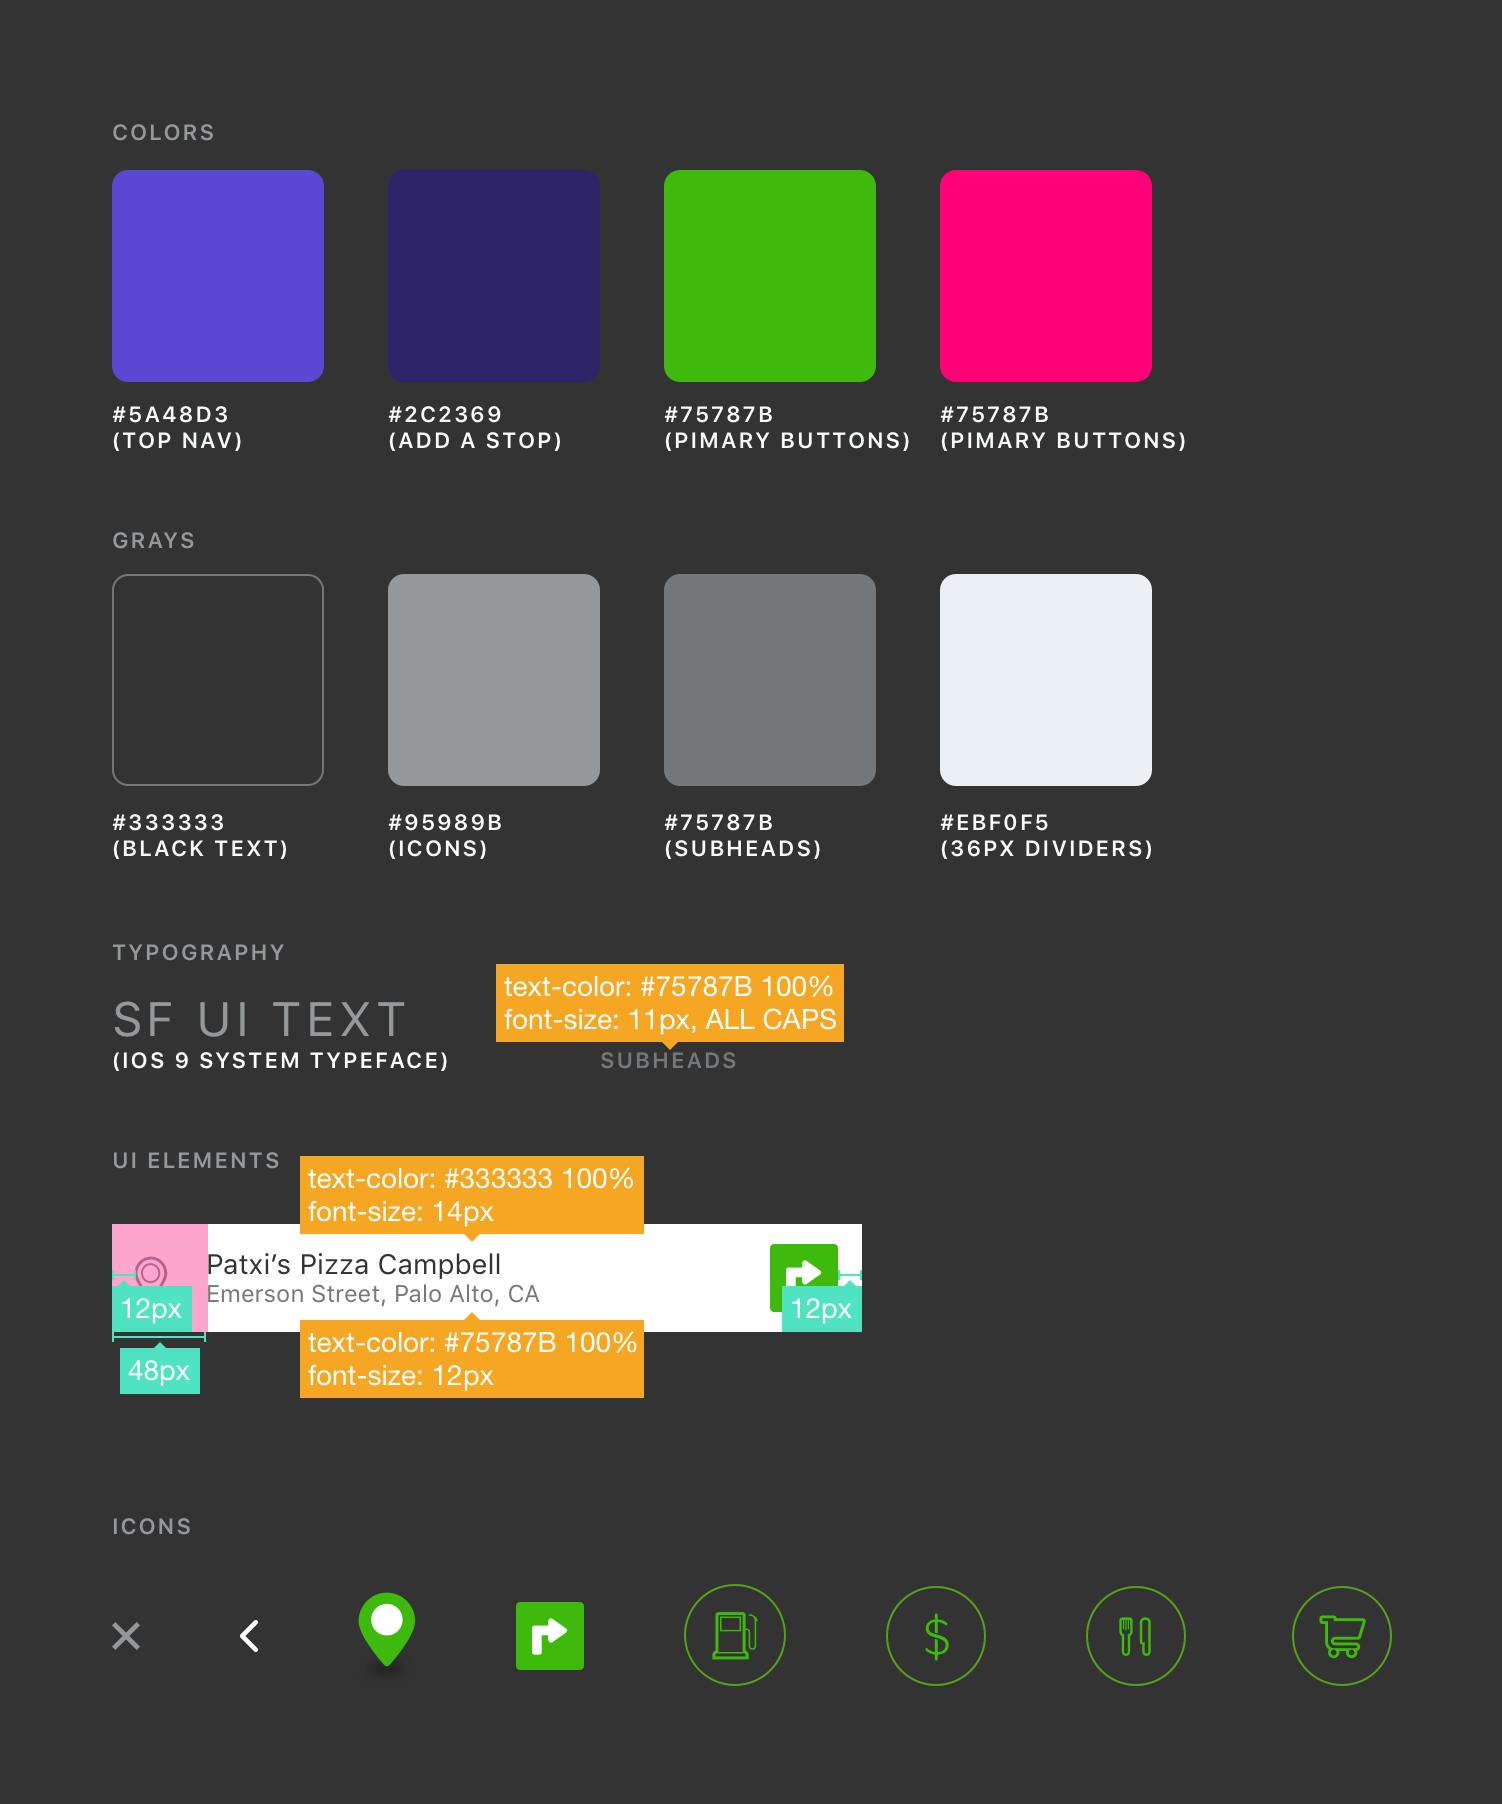 COLORS
#5A48D3
(TOP NAV)
#2C2369
(ADD A STOP)
#75787B
(PIMARY BUTTONS)
#75787B
(PIMARY BUTTONS)
GRAYS
#333333
(BLACK TEXT)
#95989B
(ICONS)
#75787B
(SUBHEADS)
#EBF0F5
(36PX DIVIDERS)
TYPOGRAPHY
SF UI TEXT
(IOS 9 SYSTEM TYPEFACE)
text-color: #75787B 100%
font-size: 11px, ALL CAPS
SUBHEADS
UI ELEMENTS
text-color: #333333 100%
font-size: 14px
Patxi’s Pizza Campbell
Emerson Street, Palo Alto, CA
12px
12px
text-color: #75787B 100%
font-size: 12px
48px
ICONS
$